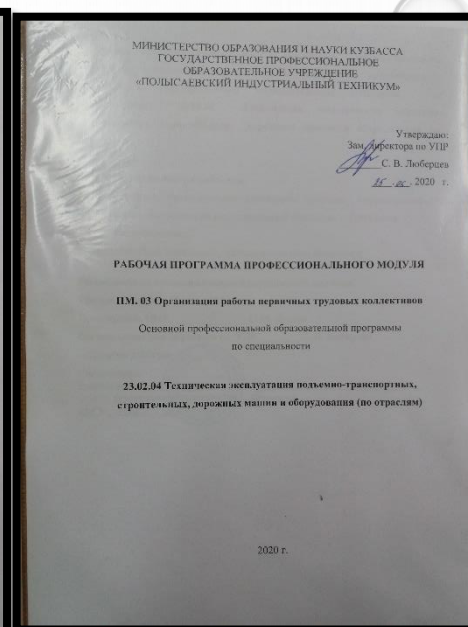 МИНИСТЕРСТВО ОБРАЗОВАНИЯ И НАУКИ КУЗБАССА
ГОСУДАРСТВЕННОЕ ПРОФЕССИОНАЛЬНОЕ
ОБРАЗОВАТЕЛЬНОЕ УЧРЕЖДЕНИЕ
«ПОЛЫСАЕВСКИЙ ИНДУСТРИАЛЬНЫЙ ТЕХНИКУМ»
Утверждаю:
Зам. директора по УПР
С. В. Люберцев
2020 г.
РАБОЧАЯ ПРОГРАММА ПРОФЕССИОНАЛЬНОГО МОДУЛЯ
ПМ. 03 Организация работы первичных трудовых коллективов
Основной профессиональной образовательной программы
по специальности
23.02.04 Техническая эксплуатация подъемно-транспортных,
строительных, дорожных машин и оборудования (по отраслям)
2020 г.